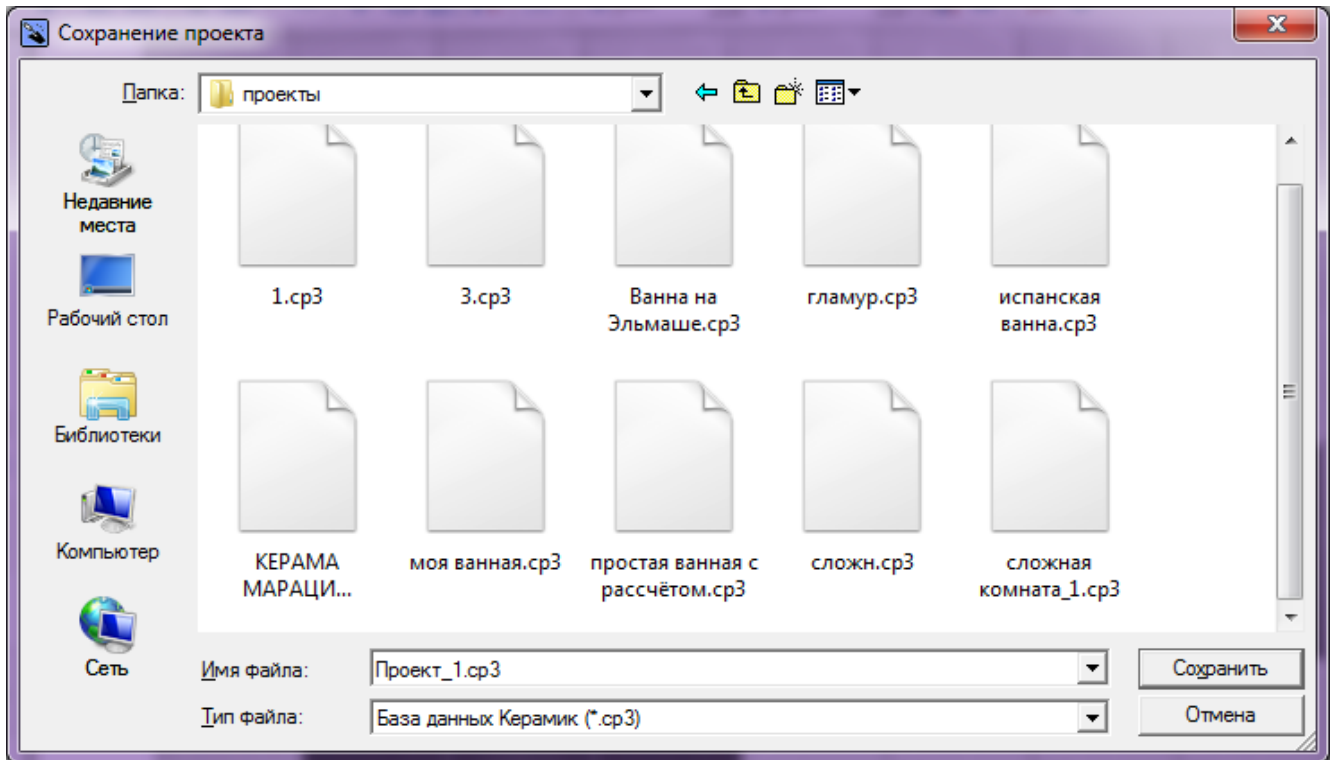 Сохранение проекта
Папка: проекты
Недавние
места
Рабочий стол
Библиотеки
Компьютер
Сеть
1.cp3
3.cp3
Ванна на
Эльмаше.cp3
гламур.cp3
испанская
ванна.cp3
КЕРАМА
МАРАЦИ...
моя ванная.cp3
простая ванная с
рассчётом.cp3
сложн.cp3
сложная
комната_1.cp3
Имя файла: Проект_1.cp3
Сохранить
Тип файла: База данных Керамик (*.cp3)
Отмена